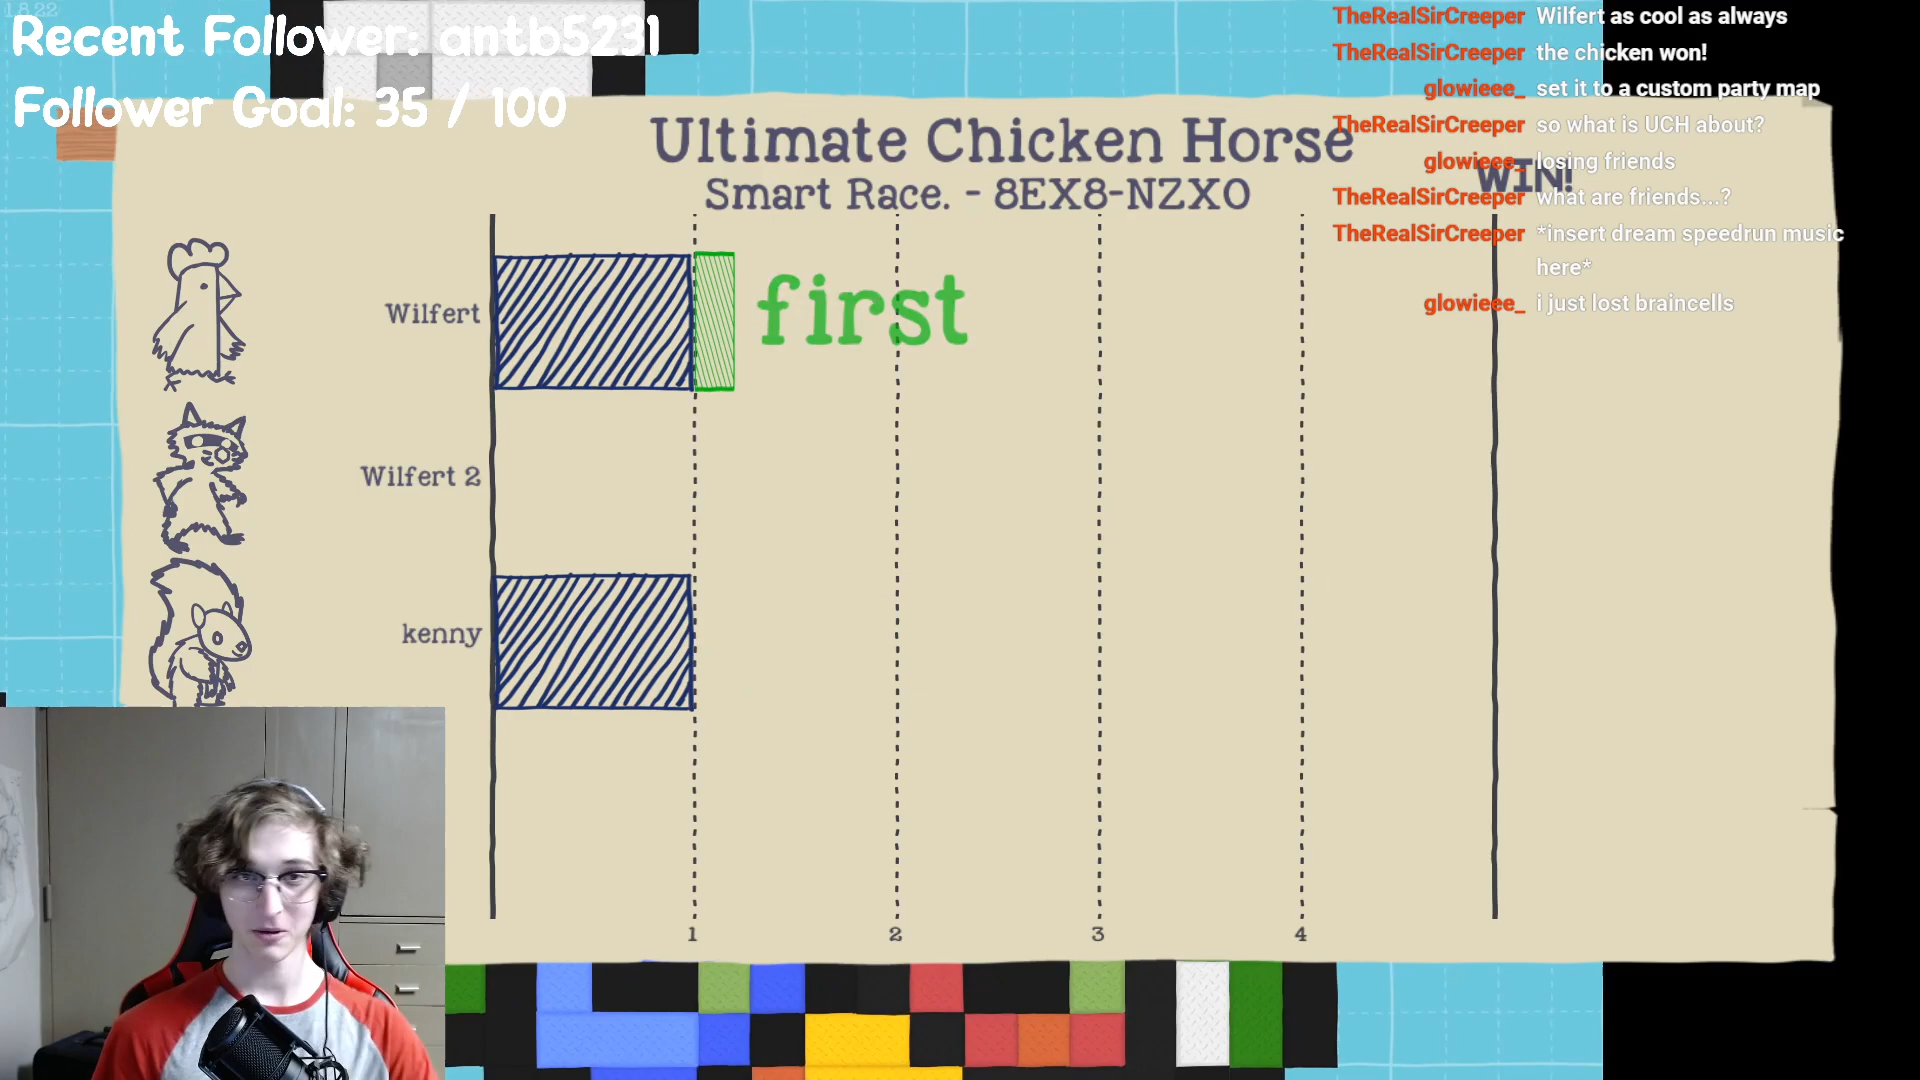 1.8.22
Recent Follower: antb5231
Follower Goal: 35 / 100
TheRealSirCreeper Wilfert as cool as always
TheRealSirCreeper the chicken won!
glowieee_ set it to a custom party map
TheRealSirCreeper so what is UCH about?
glowieee_ losing friends
TheRealSirCreeper what are friends...?
TheRealSirCreeper *insert dream speedrun music
here*
glowieee_ i just lost braincells
Ultimate Chicken Horse
Smart Race. - 8EX8-NZXO
WIN!
Wilfert
first
Wilfert 2
kenny
1 2 3 4